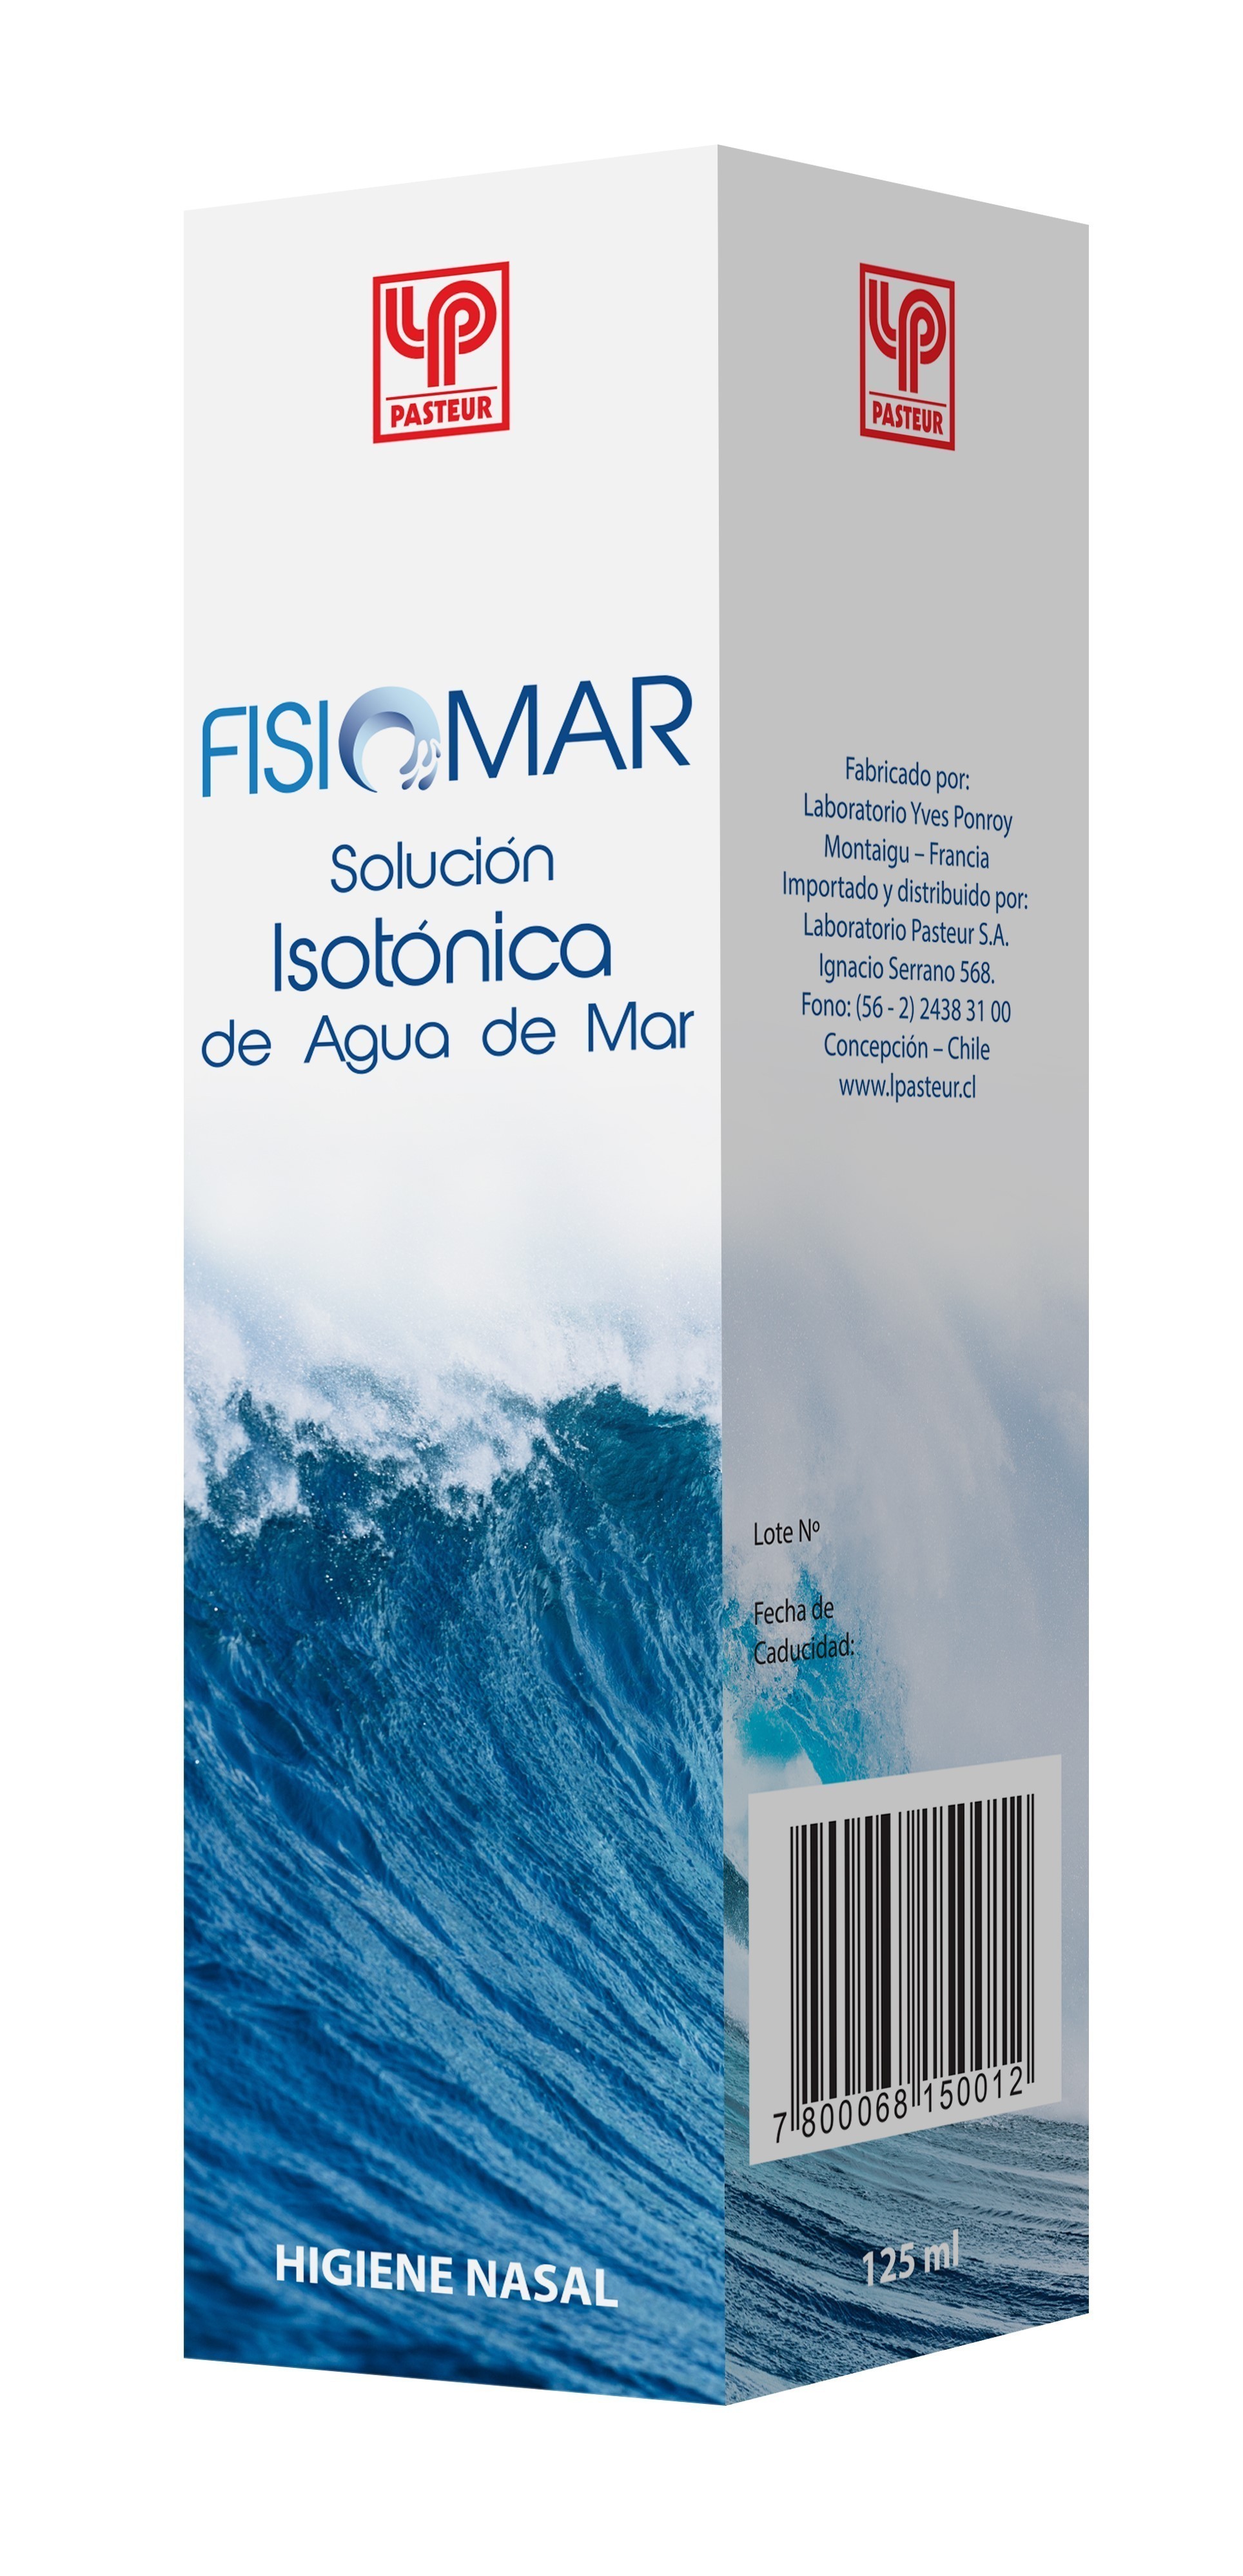 LP
PASTEUR
FISIOMAR
Solución
Isotónica
de Agua de Mar
HIGIENE NASAL
LP
PASTEUR
Fabricado por:
Laboratorio Yves Ponroy
Montaigu – Francia
Importado y distribuido por:
Laboratorio Pasteur S.A.
Ignacio Serrano 568.
Fono: (56 - 2) 2438 31 00
Concepción – Chile
www.lpasteur.cl
Lote Nº
Fecha de
Caducidad:
7 800068 150012
125 ml